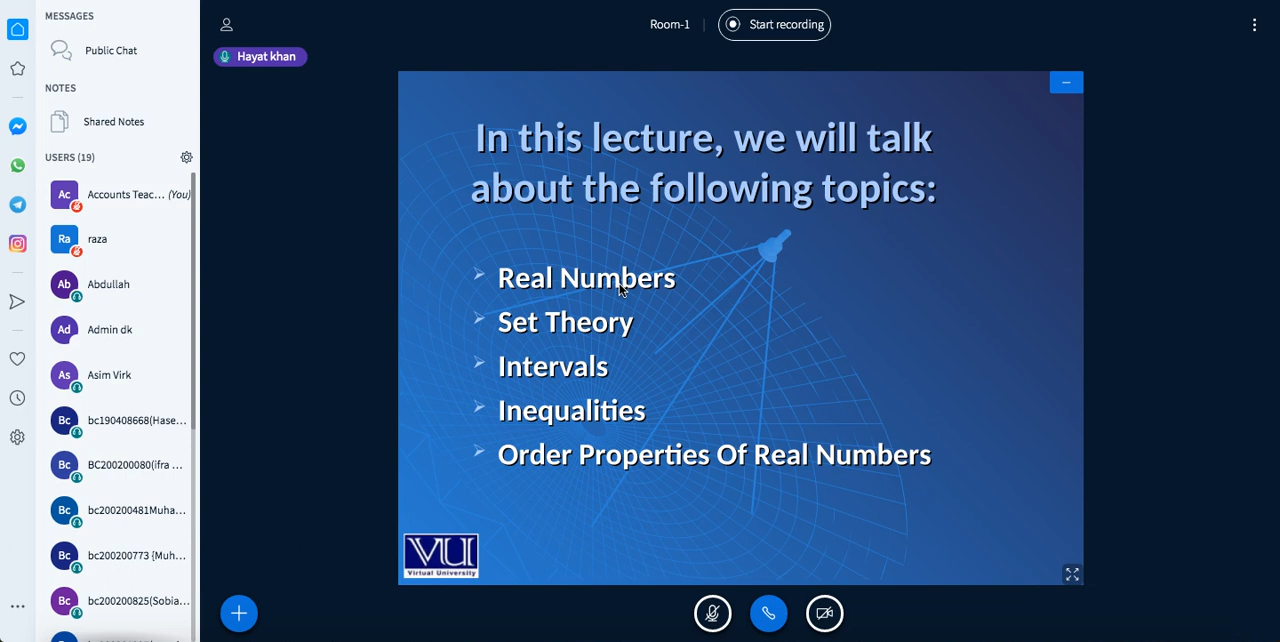 MESSAGES
Public Chat
NOTES
Shared Notes
USERS (19)
Ac Accounts Teac... (You)
Ra raza
Ab Abdullah
Ad Admin dk
As Asim Virk
Bc bc190408668(Hase...
Bc BC200200080(ifra ...
Bc bc200200481Muha...
Bc bc200200773 {Muh...
Bc bc200200825(Sobia...
Room-1
Start recording
Hayat khan
In this lecture, we will talk
about the following topics:
Real Numbers
Set Theory
Intervals
Inequalities
Order Properties Of Real Numbers
VU
Virtual University